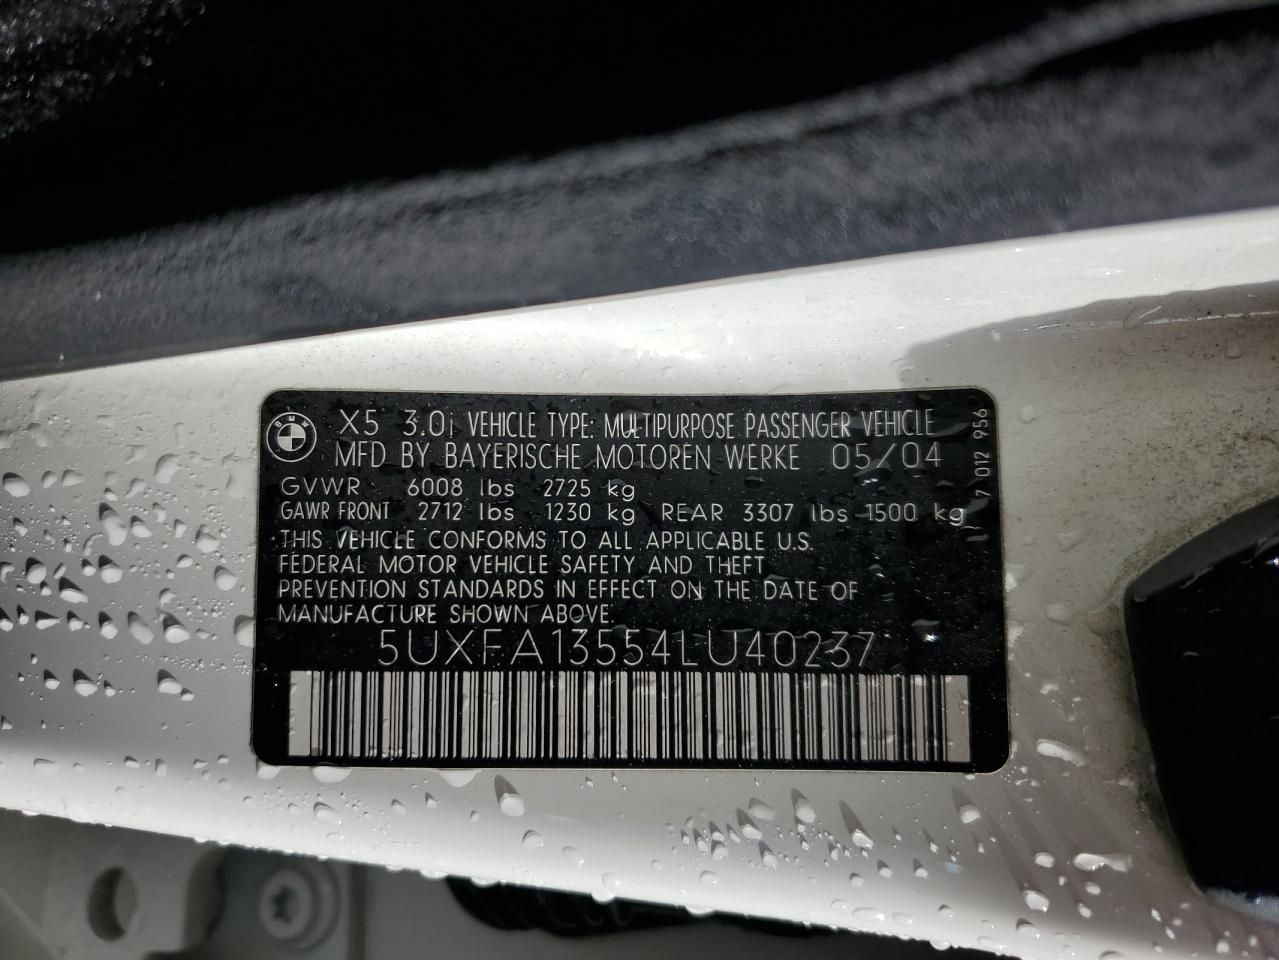 BMW
X5 3.0i VEHICLE TYPE: MULTIPURPOSE PASSENGER VEHICLE
MFD BY BAYERISCHE MOTOREN WERKE 05/04
GVWR 6008 lbs 2725 kg
GAWR FRONT 2712 lbs 1230 kg REAR 3307 lbs 1500 kg
THIS VEHICLE CONFORMS TO ALL APPLICABLE U.S.
FEDERAL MOTOR VEHICLE SAFETY AND THEFT
PREVENTION STANDARDS IN EFFECT ON THE DATE OF
MANUFACTURE SHOWN ABOVE.
5UXFA13554LU40237
7 012 956